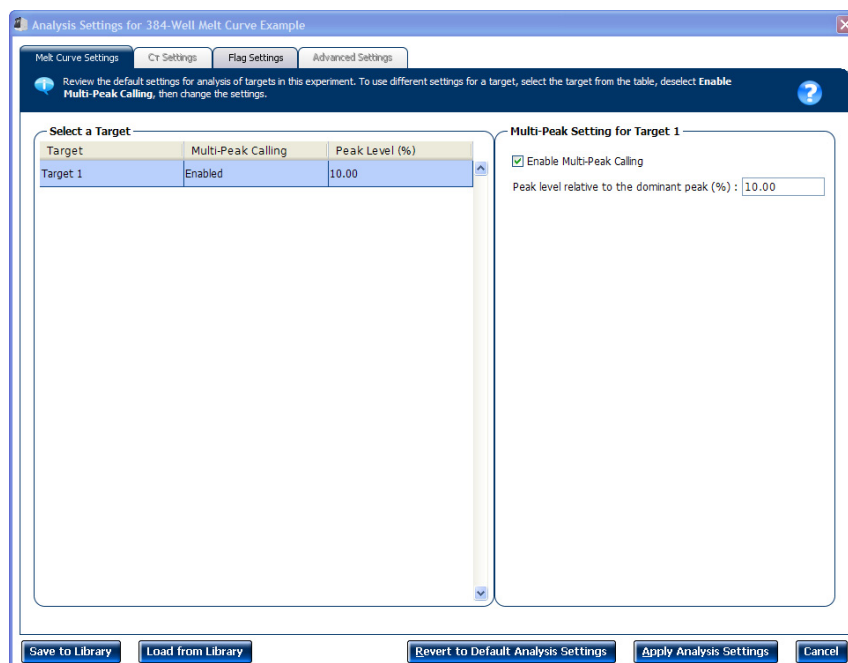 Analysis Settings for 384-Well Melt Curve Example
Melt Curve Settings
CT Settings
Flag Settings
Advanced Settings
Review the default settings for analysis of targets in this experiment. To use different settings for a target, select the target from the table, deselect Enable
Multi-Peak Calling, then change the settings.
?
Select a Target
Target Multi-Peak Calling Peak Level (%)
Target 1 Enabled 10.00
Multi-Peak Setting for Target 1
Enable Multi-Peak Calling
Peak level relative to the dominant peak (%) : 10.00
Save to Library
Load from Library
Revert to Default Analysis Settings
Apply Analysis Settings
Cancel